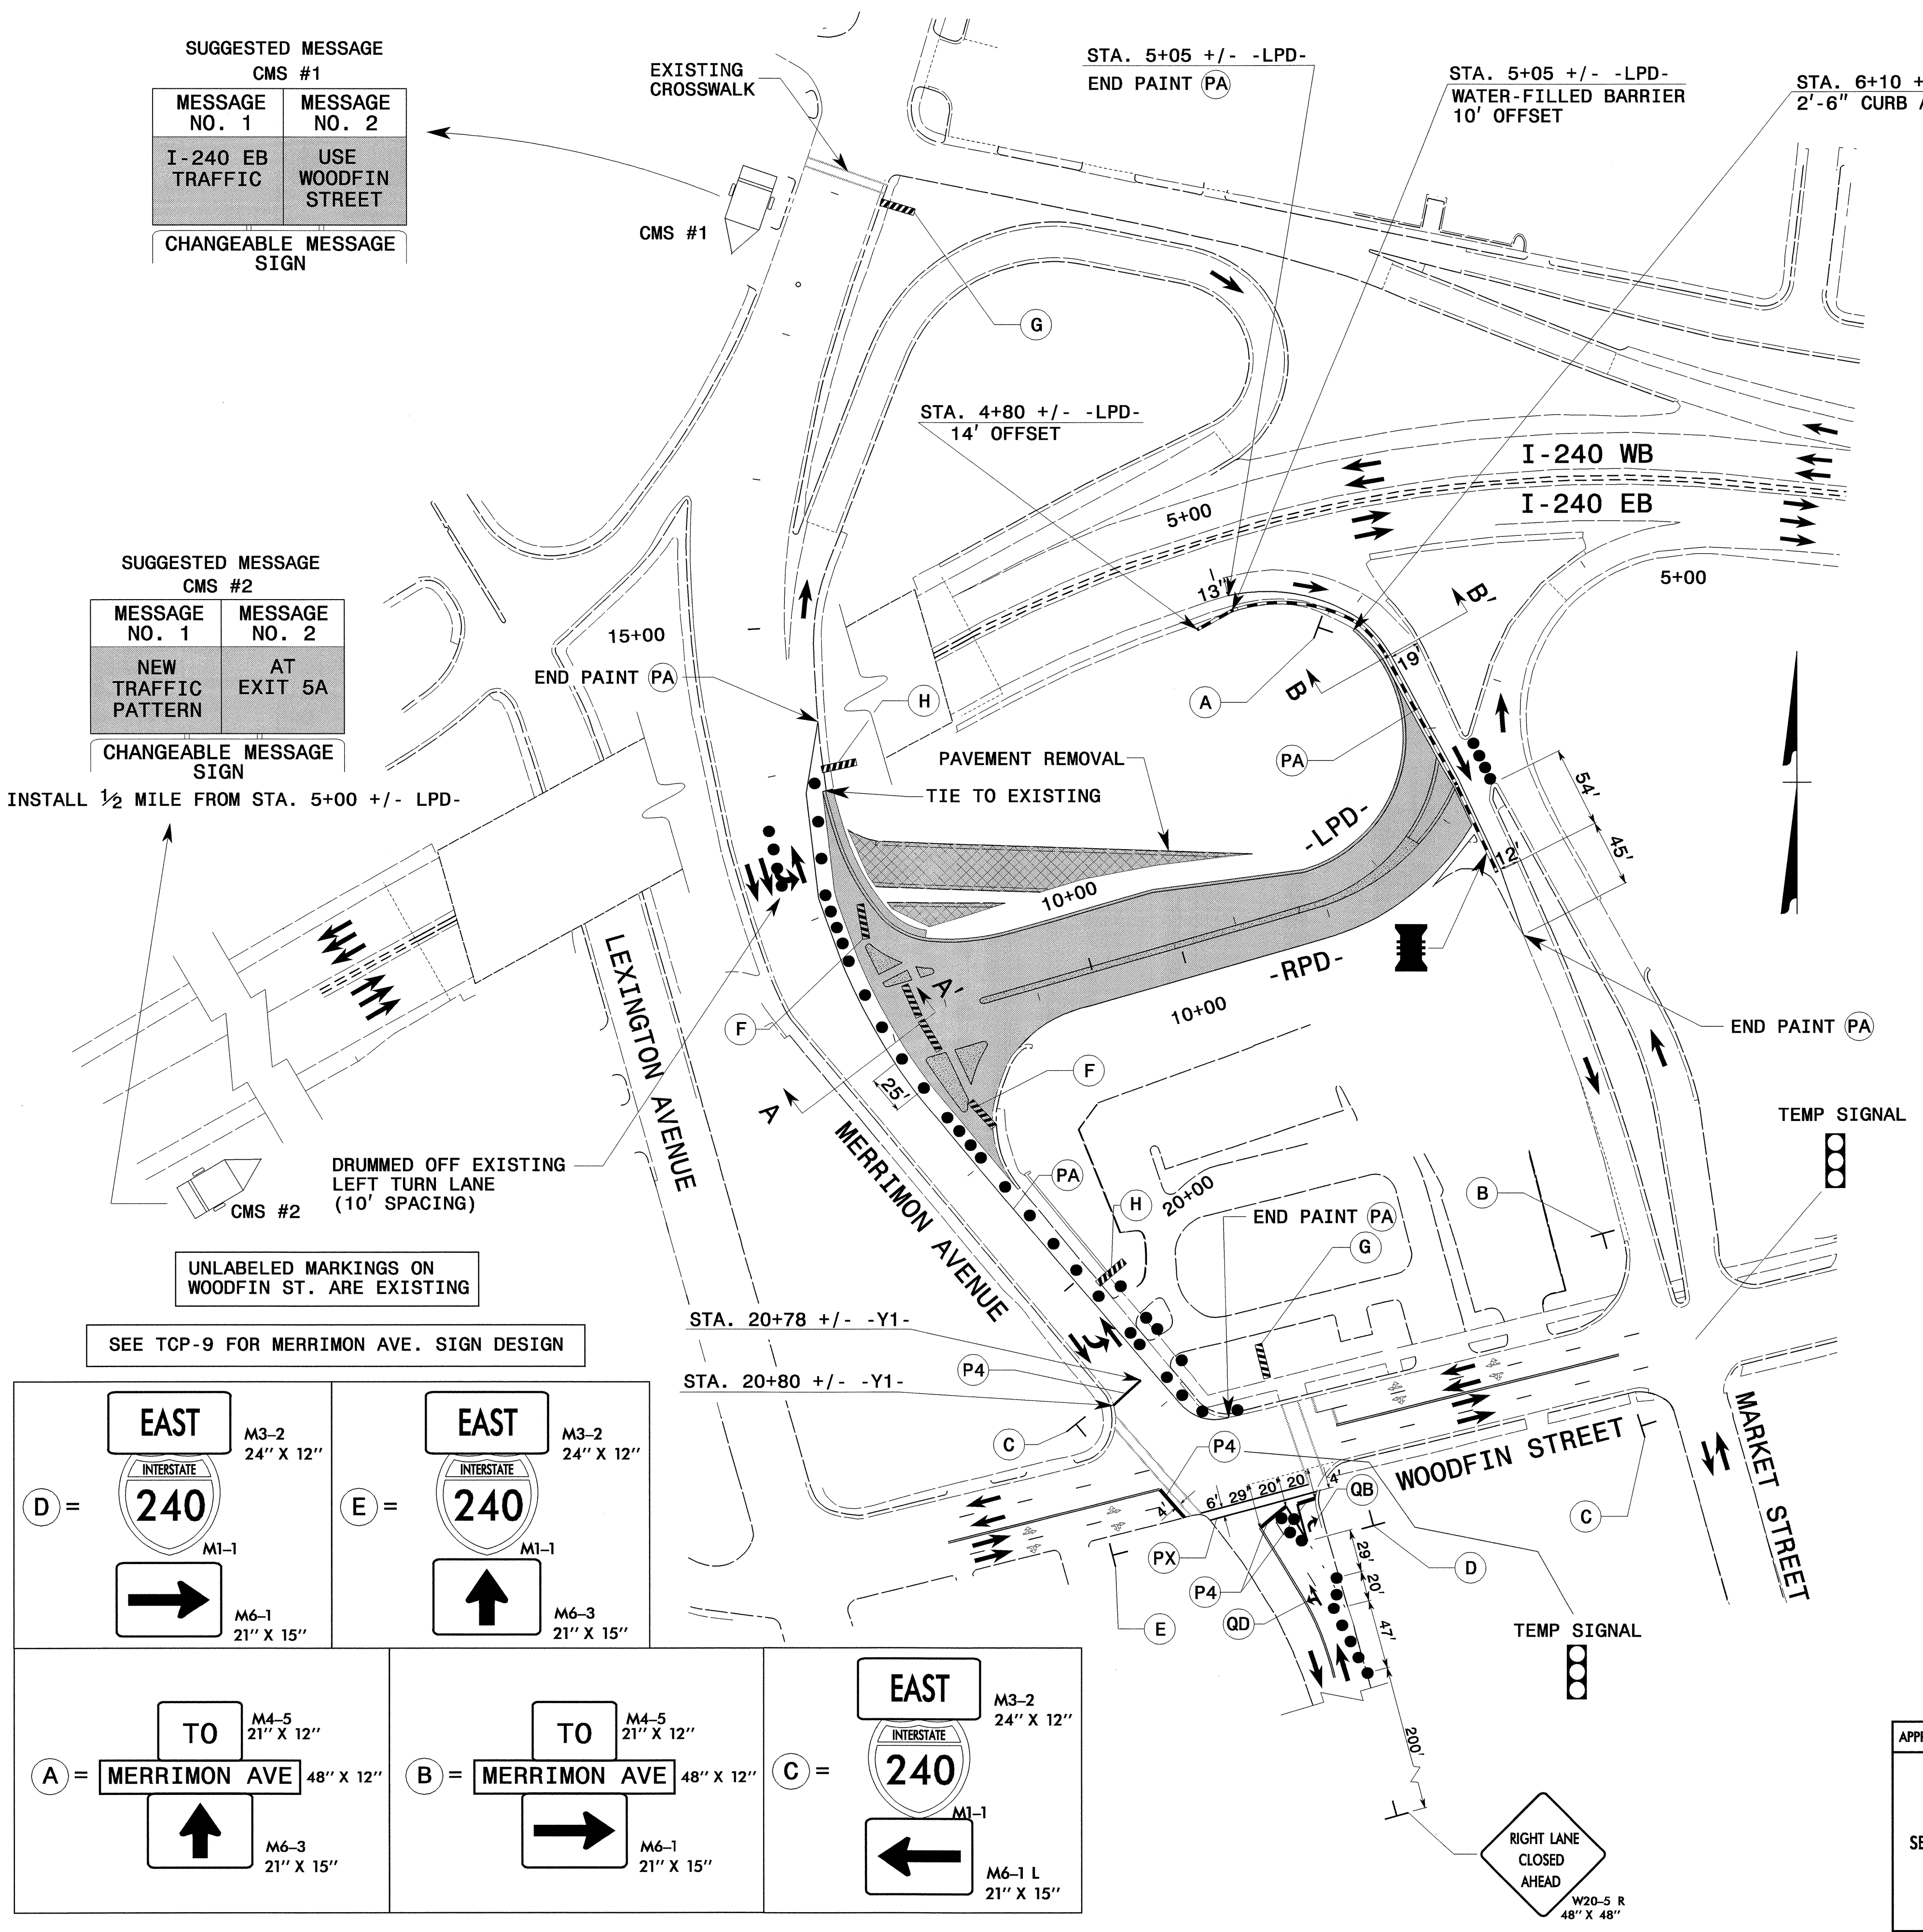 SUGGESTED MESSAGE
CMS #1
MESSAGE NO. 1
MESSAGE NO. 2
I-240 EB TRAFFIC
USE WOODFIN STREET
CHANGEABLE MESSAGE
SIGN
EXISTING
CROSSWALK
CMS #1
STA. 5+05 +/- -LPD-
END PAINT PA
STA. 5+05 +/- -LPD-
WATER-FILLED BARRIER
10' OFFSET
STA. 6+10 +
2'-6" CURB
G
STA. 4+80 +/- -LPD-
14' OFFSET
I-240 WB
I-240 EB
5+00
5+00
13'
SUGGESTED MESSAGE
CMS #2
MESSAGE NO. 1
MESSAGE NO. 2
NEW TRAFFIC PATTERN
AT EXIT 5A
CHANGEABLE MESSAGE
SIGN
INSTALL 1/2 MILE FROM STA. 5+00 +/- LPD-
15+00
END PAINT PA
H
A
B
B'
19'
PA
PAVEMENT REMOVAL
TIE TO EXISTING
-LPD-
54'
45'
12'
10+00
-RPD-
10+00
LEXINGTON AVENUE
F
A'
A
25'
F
END PAINT PA
TEMP SIGNAL
DRUMMED OFF EXISTING
LEFT TURN LANE
(10' SPACING)
CMS #2
MERRIMON AVENUE
PA
H
20+00
END PAINT PA
G
B
UNLABELED MARKINGS ON
WOODFIN ST. ARE EXISTING
SEE TCP-9 FOR MERRIMON AVE. SIGN DESIGN
STA. 20+78 +/- -Y1-
P4
STA. 20+80 +/- -Y1-
C
P4
WOODFIN STREET
MARKET STREET
4'
6'
29'
20'
20'
4'
QB
C
PX
P4
D
E
QD
29'
20'
47'
200'
TEMP SIGNAL
D =
EAST
M3-2
24" X 12"
INTERSTATE
240
M1-1
M6-1
21" X 15"
E =
EAST
M3-2
24" X 12"
INTERSTATE
240
M1-1
M6-3
21" X 15"
A =
TO
M4-5
21" X 12"
MERRIMON AVE
48" X 12"
M6-3
21" X 15"
B =
TO
M4-5
21" X 12"
MERRIMON AVE
48" X 12"
M6-1
21" X 15"
C =
EAST
M3-2
24" X 12"
INTERSTATE
240
M1-1
M6-1 L
21" X 15"
RIGHT LANE
CLOSED
AHEAD
W20-5 R
48" X 48"